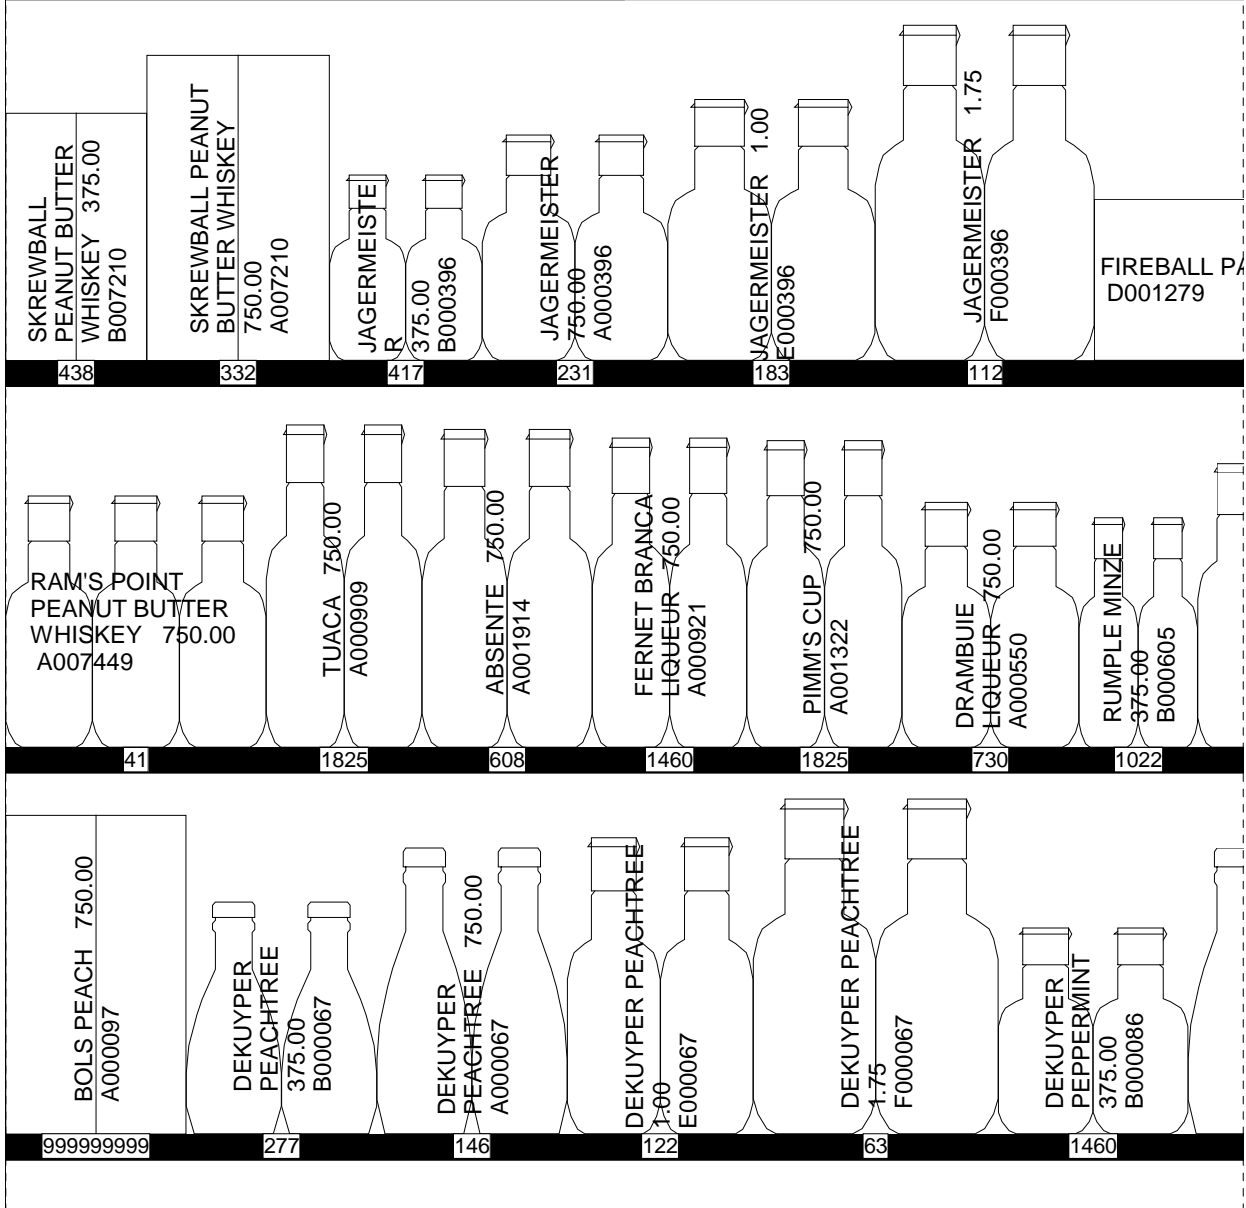 SKREWBALL
PEANUT BUTTER
WHISKEY 375.00
B007210
SKREWBALL PEANUT
BUTTER WHISKEY
750.00
A007210
JAGERMEISTE
R
375.00
B000396
JAGERMEISTER
750.00
A000396
JAGERMEISTER 1.00
E000396
JAGERMEISTER 1.75
F000396
FIREBALL PA
D001279
438
332
417
231
183
112
RAM'S POINT
PEANUT BUTTER
WHISKEY 750.00
A007449
TUACA 750.00
A000909
ABSENTE 750.00
A001914
FERNET BRANCA
LIQUEUR 750.00
A000921
PIMM'S CUP 750.00
A001322
DRAMBUIE
LIQUEUR 750.00
A000550
RUMPLE MINZE
375.00
B000605
41
1825
608
1460
1825
730
1022
BOLS PEACH 750.00
A000097
DEKUYPER
PEACHTREE
375.00
B000067
DEKUYPER
PEACHTREE 750.00
A000067
DEKUYPER PEACHTREE
1.00
E000067
DEKUYPER PEACHTREE
1.75
F000067
DEKUYPER
PEPPERMINT
375.00
B000086
999999999
277
146
122
63
1460